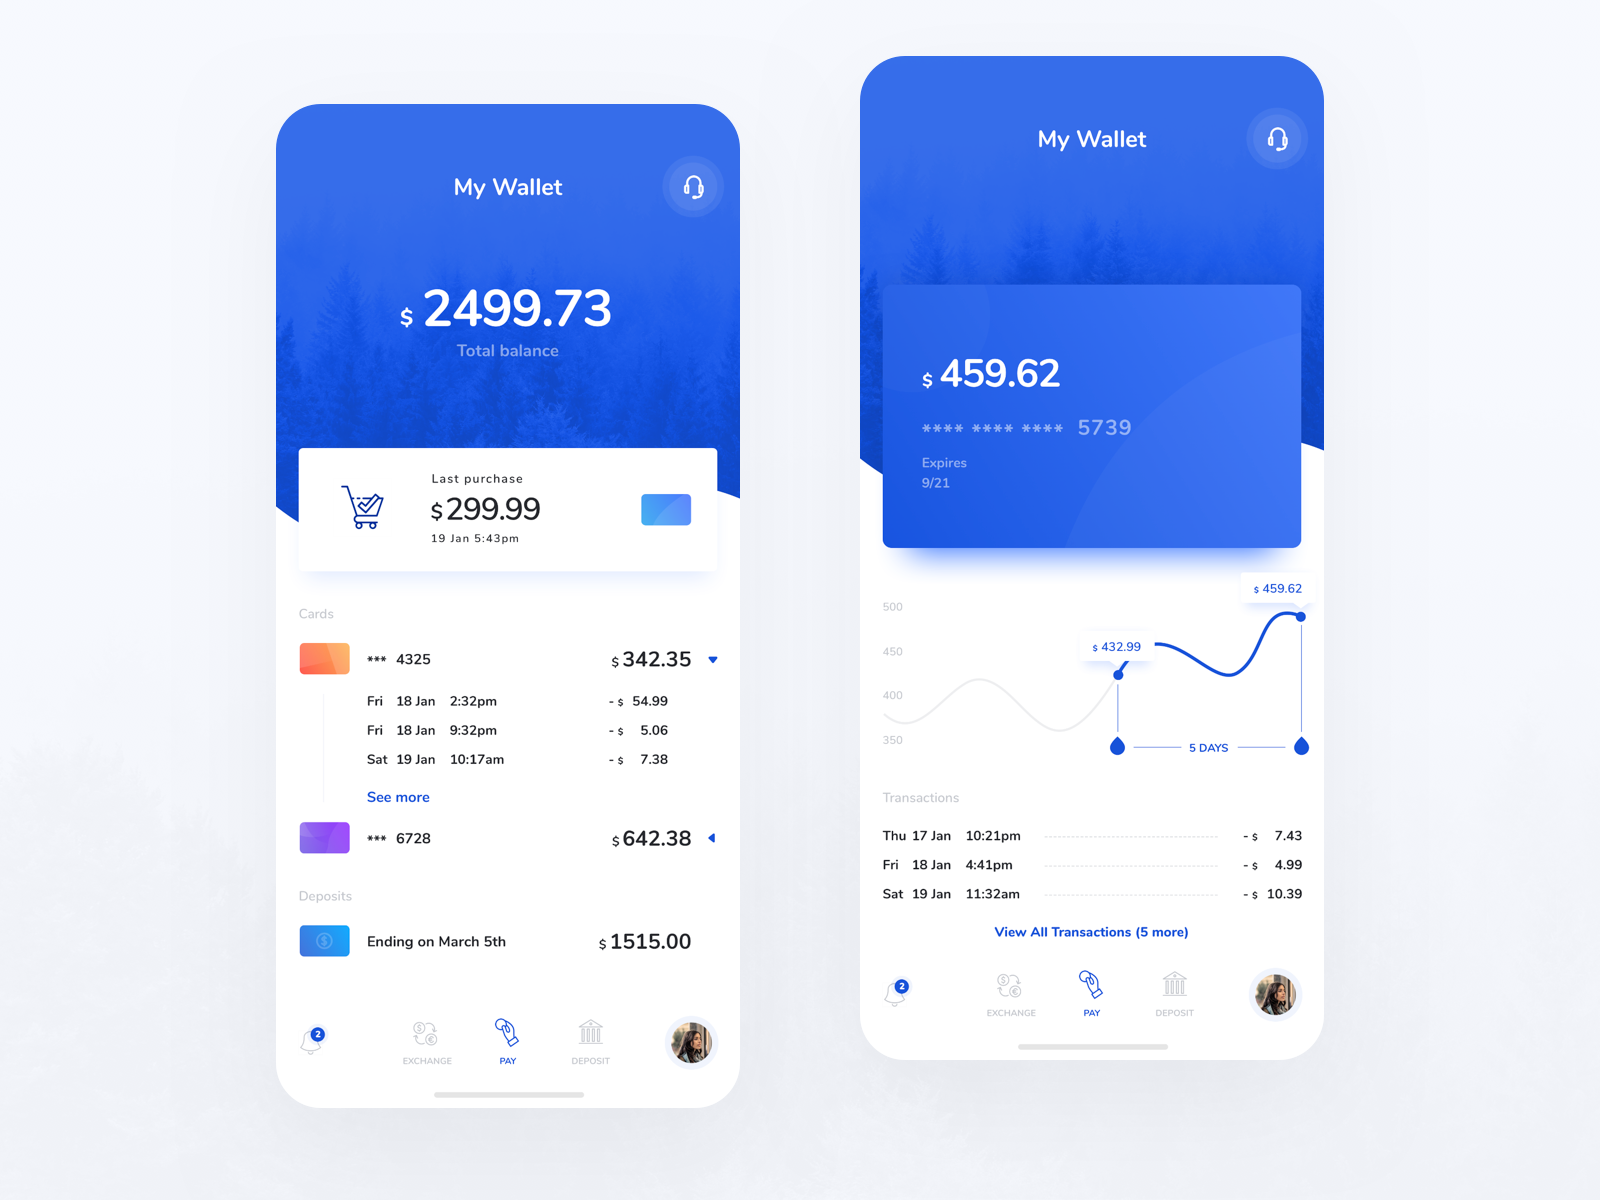 My Wallet
$ 2499.73
Total balance
Last purchase
$ 299.99
19 Jan 5:43pm
Cards
*** 4325 $ 342.35
Fri 18 Jan 2:32pm - $ 54.99
Fri 18 Jan 9:32pm - $ 5.06
Sat 19 Jan 10:17am - $ 7.38
See more
*** 6728 $ 642.38
Deposits
Ending on March 5th $ 1515.00
2
EXCHANGE PAY DEPOSIT
My Wallet
$ 459.62
**** **** **** 5739
Expires
9/21
$ 459.62
500
$ 432.99
450
400
350
5 DAYS
Transactions
Thu 17 Jan 10:21pm - $ 7.43
Fri 18 Jan 4:41pm - $ 4.99
Sat 19 Jan 11:32am - $ 10.39
View All Transactions (5 more)
2
EXCHANGE PAY DEPOSIT